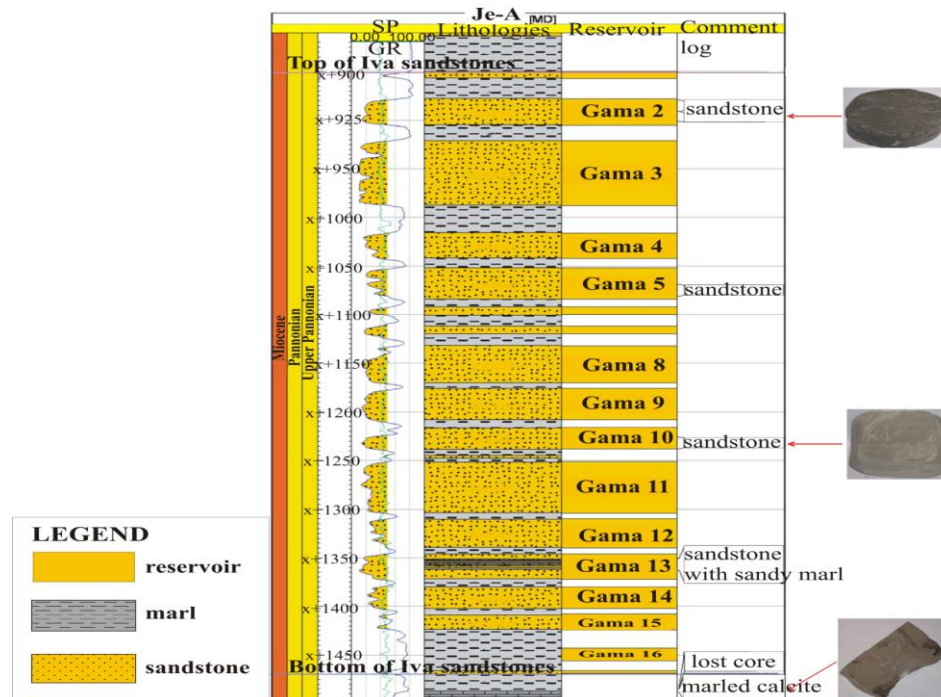 Je-A [MD]
SP Lithologies Reservoir Comment
0.00 100.00
GR log
Top of Iva sandstones
x+900
Gama 2 sandstone
x+925
x+950
Gama 3
x+1000
Gama 4
x+1050
Gama 5 sandstone
x+1100
x+1150
Gama 8
Gama 9
x+1200
Gama 10 sandstone
x+1250
Gama 11
x+1300
Gama 12
x+1350
sandstone
Gama 13 with sandy marl
Gama 14
x+1400
Gama 15
x+1450
Gama 16
Bottom of Iva sandstones
lost core
marled calcite
Miocene
Pannonian
Upper Pannonian
LEGEND
reservoir
marl
sandstone